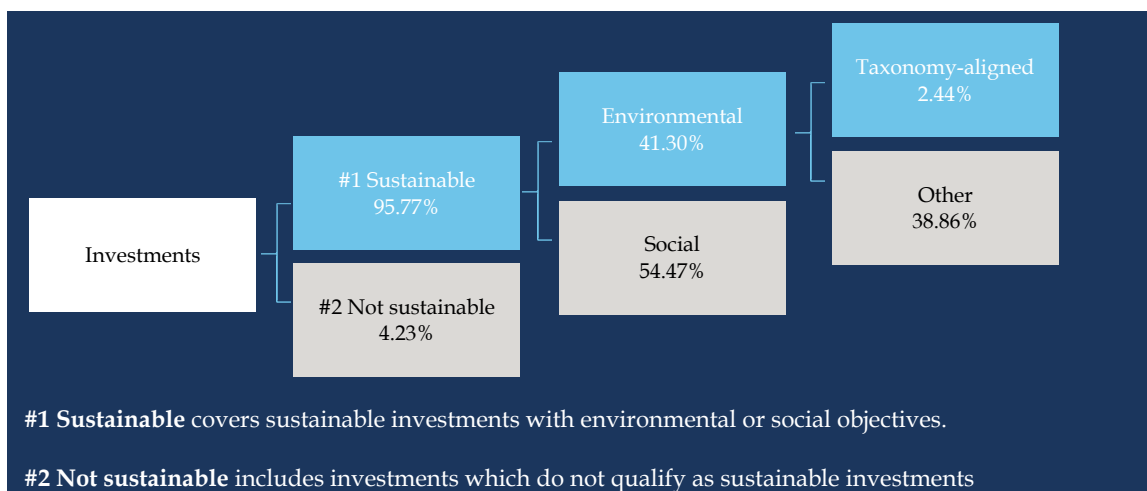 Taxonomy-aligned
2.44%
Environmental
41.30%
#1 Sustainable
95.77%
Other
38.86%
Investments
Social
54.47%
#2 Not sustainable
4.23%
#1 Sustainable covers sustainable investments with environmental or social objectives.
#2 Not sustainable includes investments which do not qualify as sustainable investments